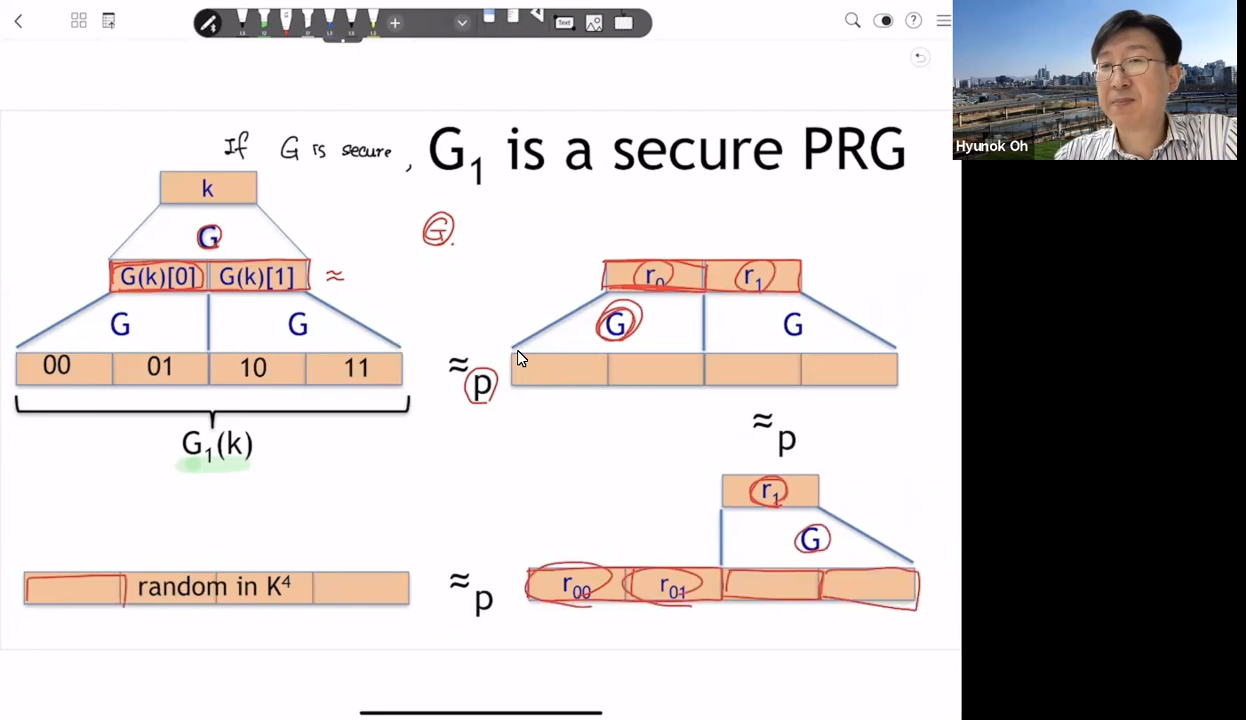 Text
Hyunok Oh
If G is secure, G₁ is a secure PRG
k
G
G.
G(k)[0] G(k)[1] ≈
r₀ r₁
G G
G G
00 01 10 11
≈p
G₁(k)
≈p
r₁
G
random in K⁴
≈p
r₀₀ r₀₁